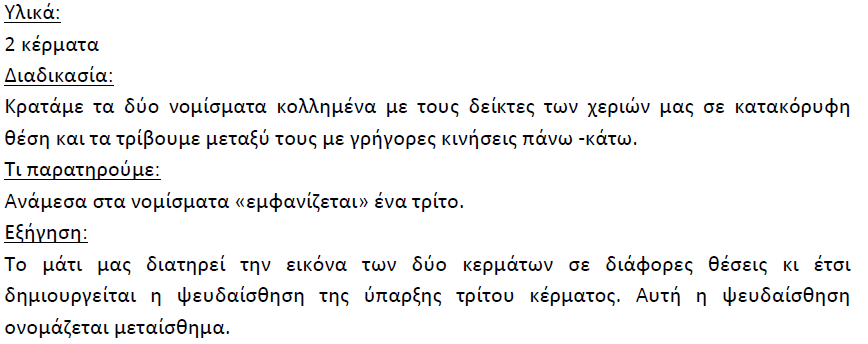 Υλικά:
2 κέρματα
Διαδικασία:
Κρατάμε τα δύο νομίσματα κολλημένα με τους δείκτες των χεριών μας σε κατακόρυφη
θέση και τα τρίβουμε μεταξύ τους με γρήγορες κινήσεις πάνω -κάτω.
Τι παρατηρούμε:
Ανάμεσα στα νομίσματα «εμφανίζεται» ένα τρίτο.
Εξήγηση:
Το μάτι μας διατηρεί την εικόνα των δύο κερμάτων σε διάφορες θέσεις κι έτσι
δημιουργείται η ψευδαίσθηση της ύπαρξης τρίτου κέρματος. Αυτή η ψευδαίσθηση
ονομάζεται μεταίσθημα.